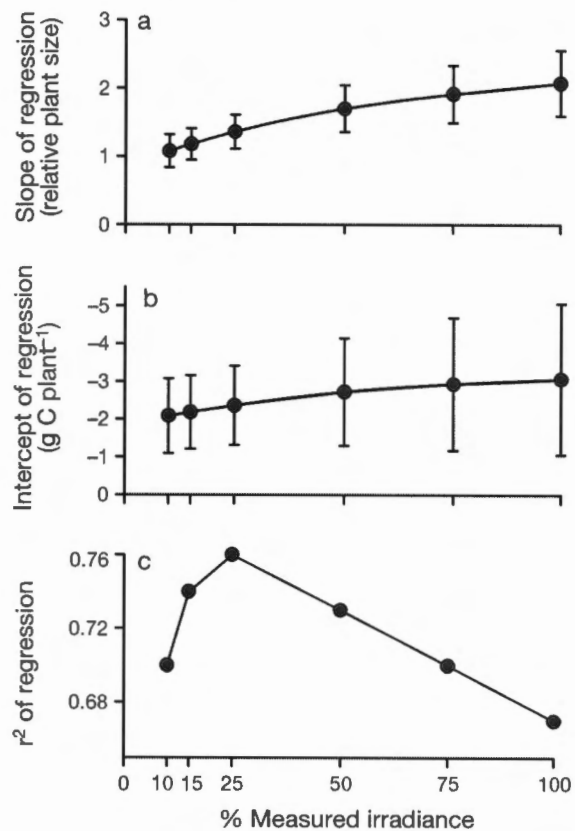 a
Slope of regression
(relative plant size)
3
2
1
0
b
Intercept of regression
(g C plant⁻¹)
–5
–4
–3
–2
–1
0
c
r² of regression
0.76
0.72
0.68
0 10 15 25 50 75 100
% Measured irradiance